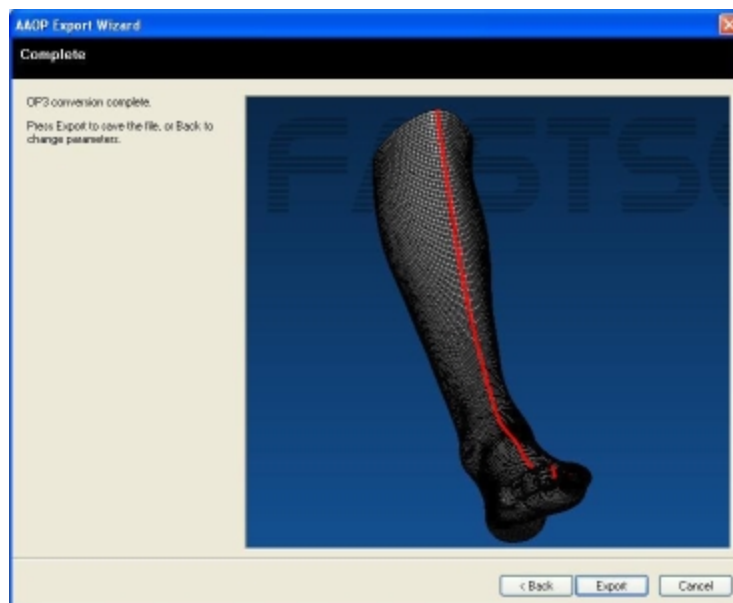 AAOP Export Wizard
Complete
OP3 conversion complete.
Press Export to save the file, or Back to
change parameters.
FASTSC
< Back
Export
Cancel